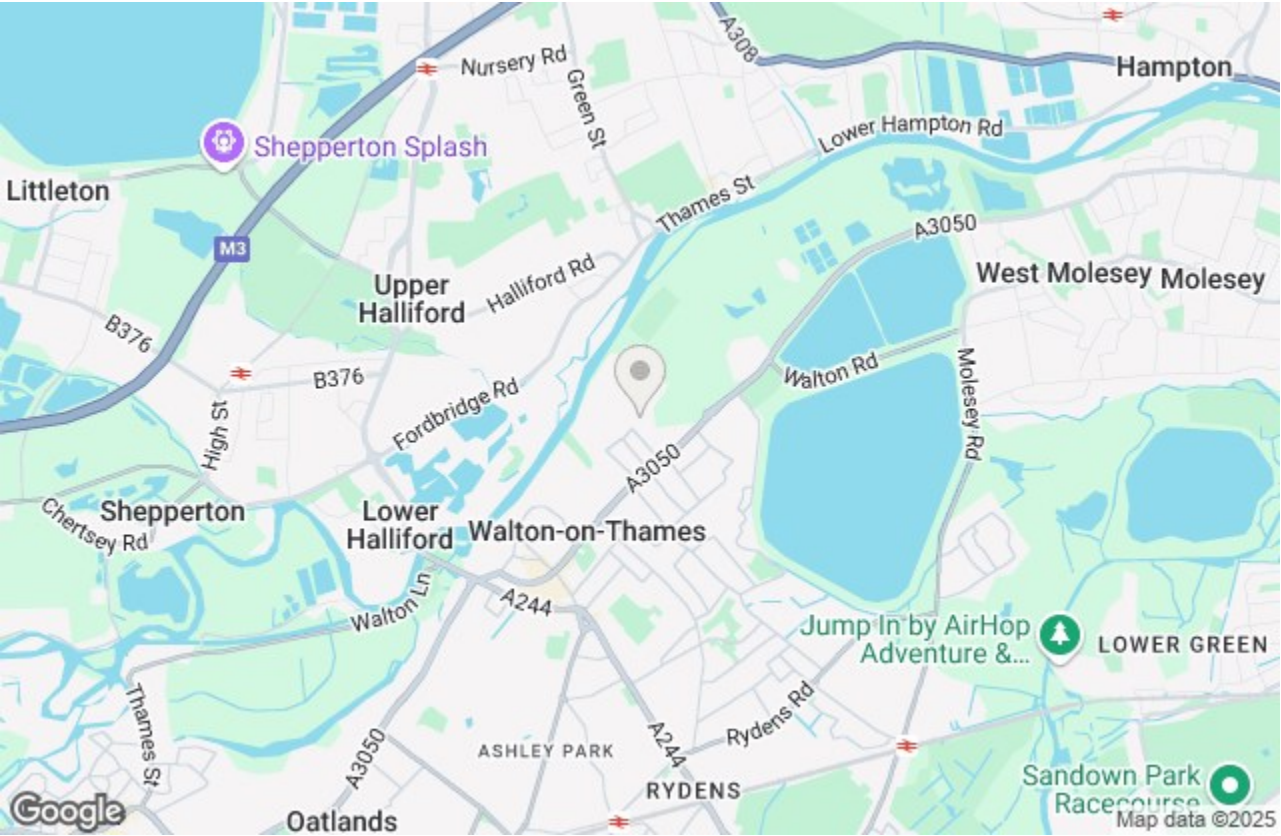 A308
Nursery Rd
Hampton
Green St
Lower Hampton Rd
Shepperton Splash
Littleton
Thames St
A3050
M3
Upper
Halliford
Halliford Rd
West Molesey
Molesey
B376
B376
Walton Rd
Molesey Rd
Fordbridge Rd
High St
A3050
Shepperton
Chertsey Rd
Lower
Halliford
Walton-on-Thames
Walton Ln
A244
Jump In by AirHop
Adventure &...
LOWER GREEN
Thames St
Rydens Rd
A3050
A244
ASHLEY PARK
RYDENS
Sandown Park
Racecourse
Google
Oatlands
Map data ©2025